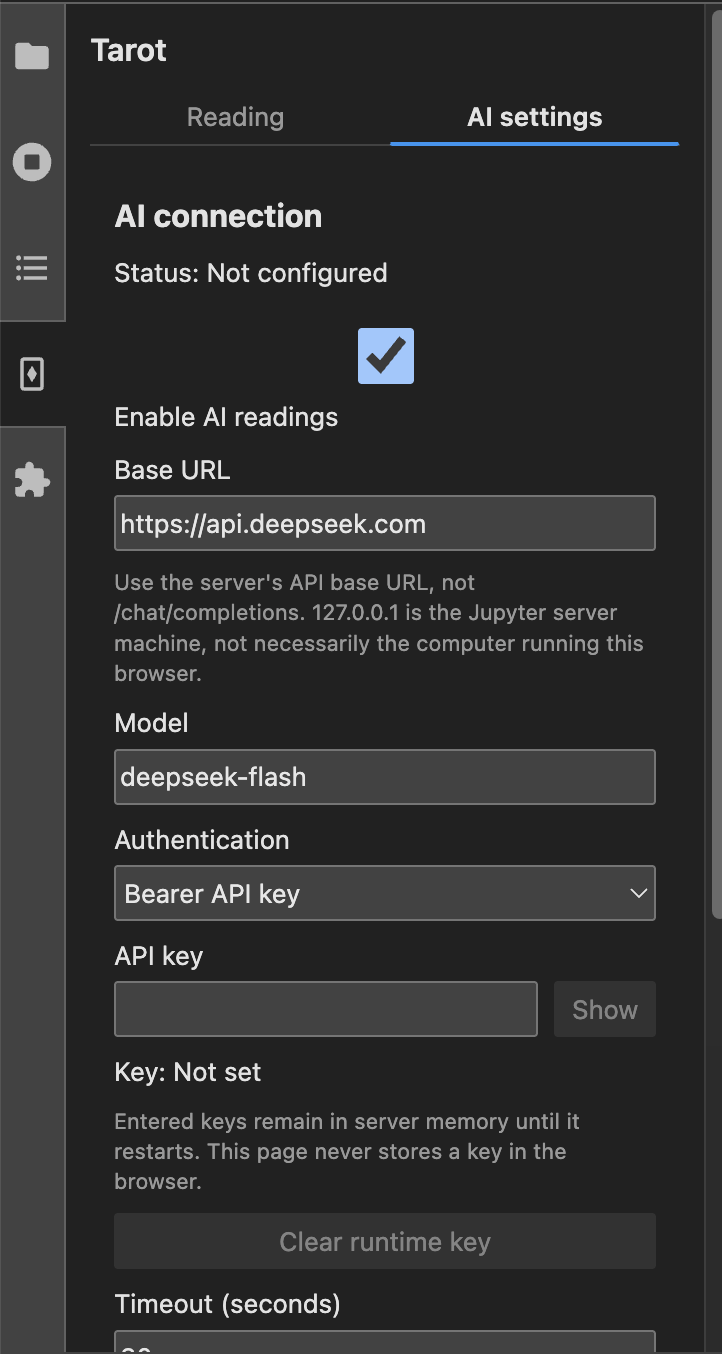 Tarot
Reading
AI settings
AI connection
Status: Not configured
Enable AI readings
Base URL
https://api.deepseek.com
Use the server's API base URL, not
/chat/completions. 127.0.0.1 is the Jupyter server
machine, not necessarily the computer running this
browser.
Model
deepseek-flash
Authentication
Bearer API key
API key
Show
Key: Not set
Entered keys remain in server memory until it
restarts. This page never stores a key in the
browser.
Clear runtime key
Timeout (seconds)